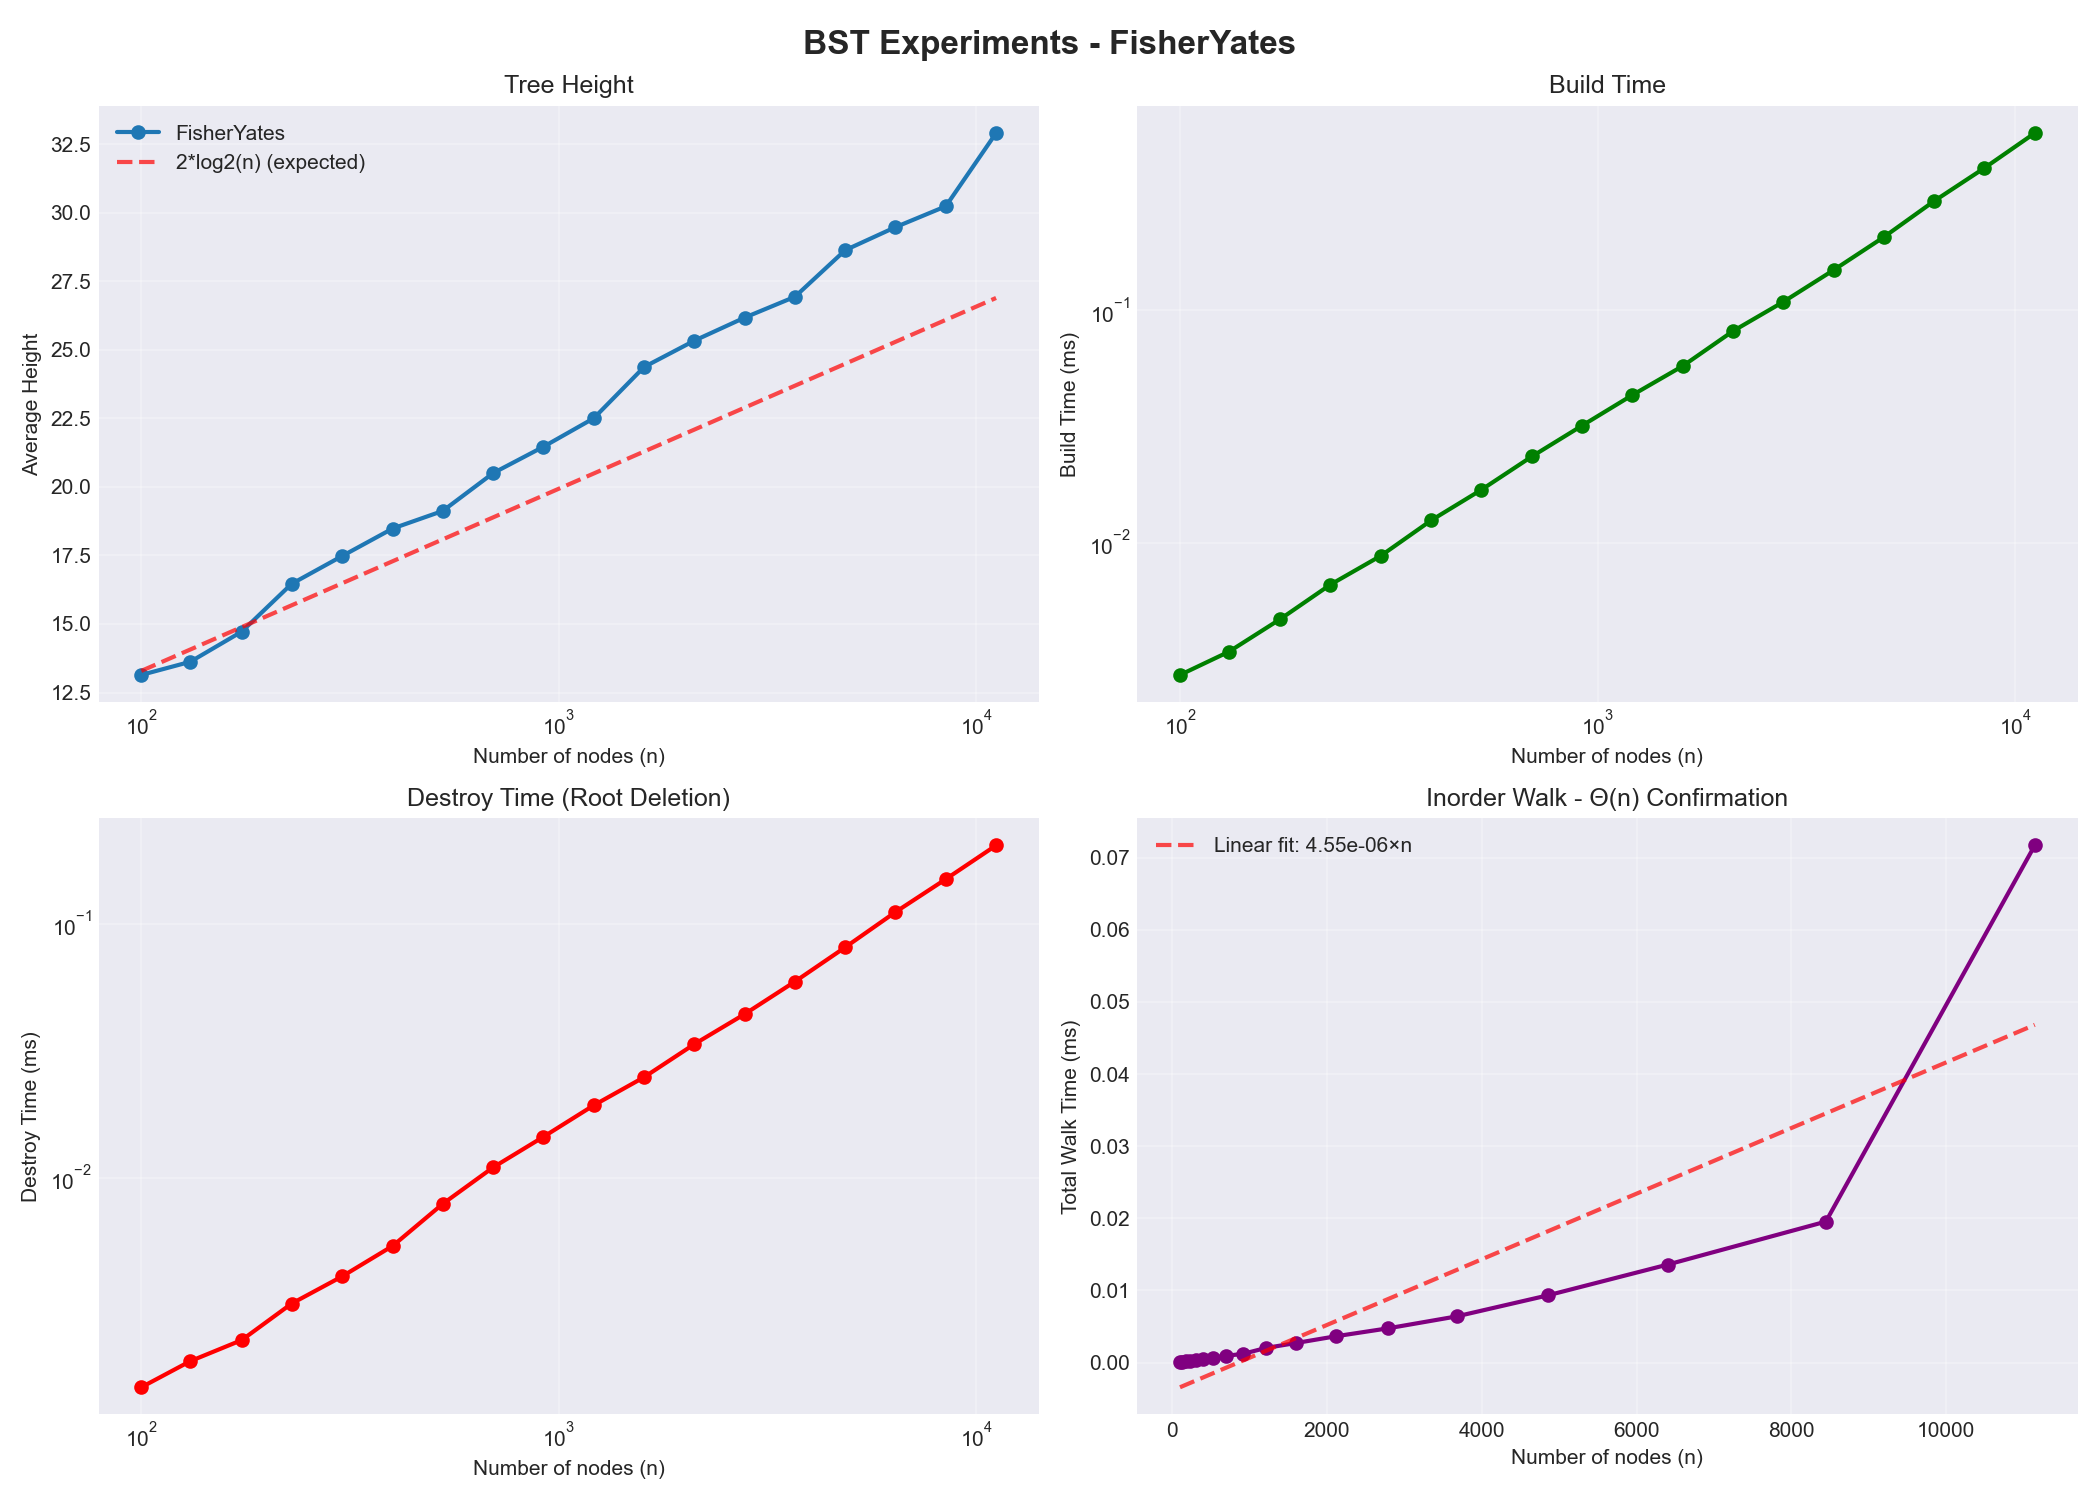 BST Experiments - FisherYates
Tree Height
FisherYates
2*log2(n) (expected)
32.5
30.0
27.5
25.0
22.5
20.0
17.5
15.0
12.5
Average Height
10²
10³
10⁴
Number of nodes (n)
Build Time
10⁻¹
10⁻²
Build Time (ms)
10²
10³
10⁴
Number of nodes (n)
Destroy Time (Root Deletion)
10⁻¹
10⁻²
Destroy Time (ms)
10²
10³
10⁴
Number of nodes (n)
Inorder Walk - Θ(n) Confirmation
Linear fit: 4.55e-06×n
0.07
0.06
0.05
0.04
0.03
0.02
0.01
0.00
Total Walk Time (ms)
0
2000
4000
6000
8000
10000
Number of nodes (n)